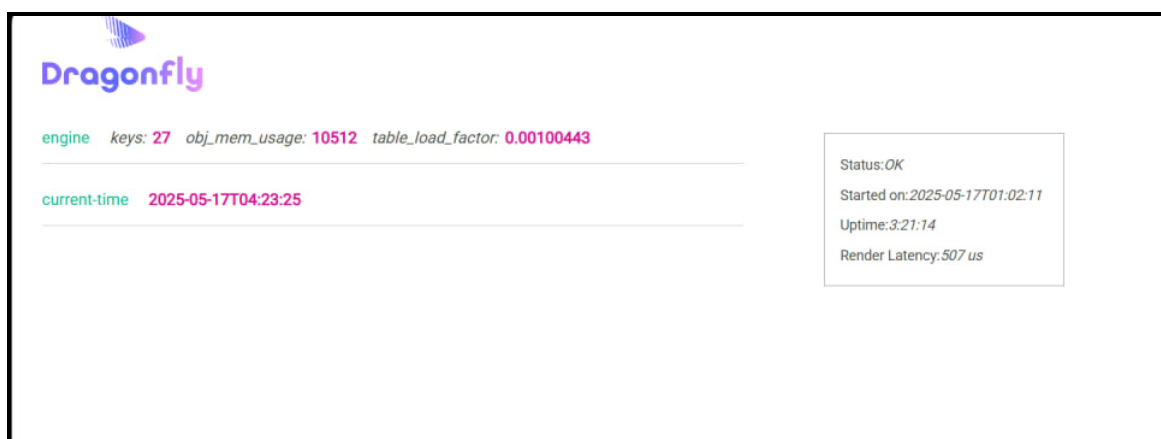 Dragonfly
engine keys: 27 obj_mem_usage: 10512 table_load_factor: 0.00100443
current-time 2025-05-17T04:23:25
Status:OK
Started on:2025-05-17T01:02:11
Uptime:3:21:14
Render Latency:507 us